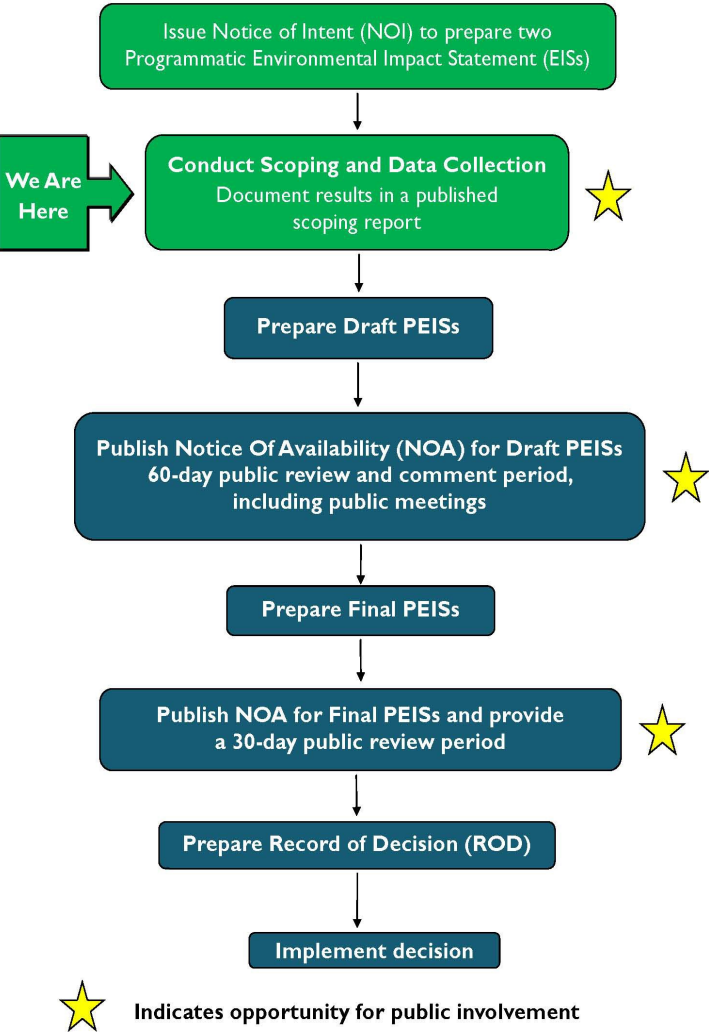 Issue Notice of Intent (NOI) to prepare two
Programmatic Environmental Impact Statement (EISs)
We Are
Here
Conduct Scoping and Data Collection
Document results in a published
scoping report
Prepare Draft PEISs
Publish Notice Of Availability (NOA) for Draft PEISs
60-day public review and comment period,
including public meetings
Prepare Final PEISs
Publish NOA for Final PEISs and provide
a 30-day public review period
Prepare Record of Decision (ROD)
Implement decision
Indicates opportunity for public involvement